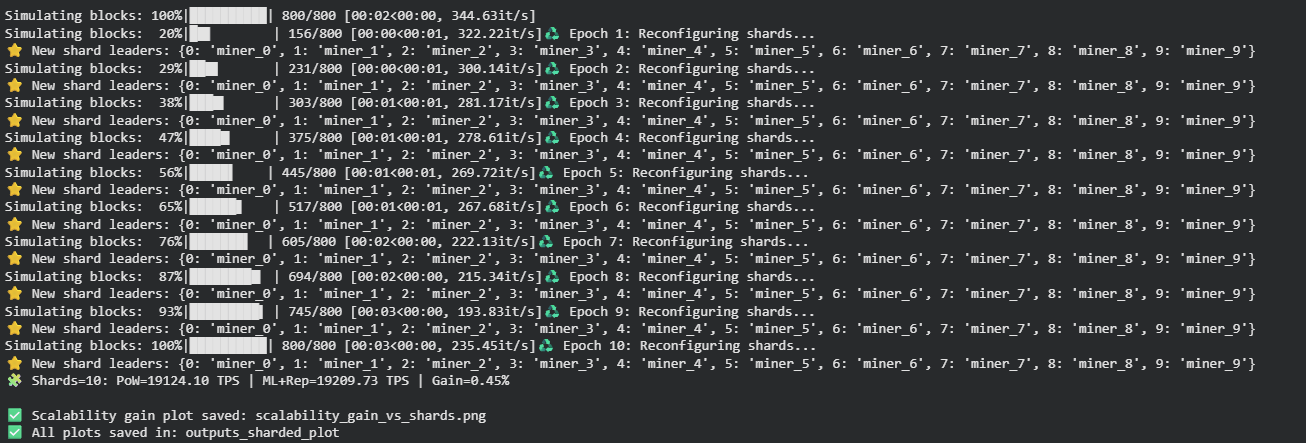 Simulating blocks: 100%|██████████| 800/800 [00:02<00:00, 344.63it/s]
Simulating blocks:  20%|██        | 156/800 [00:00<00:01, 322.22it/s]♻️ Epoch 1: Reconfiguring shards...
⭐ New shard leaders: {0: 'miner_0', 1: 'miner_1', 2: 'miner_2', 3: 'miner_3', 4: 'miner_4', 5: 'miner_5', 6: 'miner_6', 7: 'miner_7', 8: 'miner_8', 9: 'miner_9'}
Simulating blocks:  29%|██▉       | 231/800 [00:00<00:01, 300.14it/s]♻️ Epoch 2: Reconfiguring shards...
⭐ New shard leaders: {0: 'miner_0', 1: 'miner_1', 2: 'miner_2', 3: 'miner_3', 4: 'miner_4', 5: 'miner_5', 6: 'miner_6', 7: 'miner_7', 8: 'miner_8', 9: 'miner_9'}
Simulating blocks:  38%|███▊      | 303/800 [00:01<00:01, 281.17it/s]♻️ Epoch 3: Reconfiguring shards...
⭐ New shard leaders: {0: 'miner_0', 1: 'miner_1', 2: 'miner_2', 3: 'miner_3', 4: 'miner_4', 5: 'miner_5', 6: 'miner_6', 7: 'miner_7', 8: 'miner_8', 9: 'miner_9'}
Simulating blocks:  47%|████▋     | 375/800 [00:01<00:01, 278.61it/s]♻️ Epoch 4: Reconfiguring shards...
⭐ New shard leaders: {0: 'miner_0', 1: 'miner_1', 2: 'miner_2', 3: 'miner_3', 4: 'miner_4', 5: 'miner_5', 6: 'miner_6', 7: 'miner_7', 8: 'miner_8', 9: 'miner_9'}
Simulating blocks:  56%|█████▌    | 445/800 [00:01<00:01, 269.72it/s]♻️ Epoch 5: Reconfiguring shards...
⭐ New shard leaders: {0: 'miner_0', 1: 'miner_1', 2: 'miner_2', 3: 'miner_3', 4: 'miner_4', 5: 'miner_5', 6: 'miner_6', 7: 'miner_7', 8: 'miner_8', 9: 'miner_9'}
Simulating blocks:  65%|██████▍   | 517/800 [00:01<00:01, 267.68it/s]♻️ Epoch 6: Reconfiguring shards...
⭐ New shard leaders: {0: 'miner_0', 1: 'miner_1', 2: 'miner_2', 3: 'miner_3', 4: 'miner_4', 5: 'miner_5', 6: 'miner_6', 7: 'miner_7', 8: 'miner_8', 9: 'miner_9'}
Simulating blocks:  76%|███████▌  | 605/800 [00:02<00:00, 222.13it/s]♻️ Epoch 7: Reconfiguring shards...
⭐ New shard leaders: {0: 'miner_0', 1: 'miner_1', 2: 'miner_2', 3: 'miner_3', 4: 'miner_4', 5: 'miner_5', 6: 'miner_6', 7: 'miner_7', 8: 'miner_8', 9: 'miner_9'}
Simulating blocks:  87%|████████▋ | 694/800 [00:02<00:00, 215.34it/s]♻️ Epoch 8: Reconfiguring shards...
⭐ New shard leaders: {0: 'miner_0', 1: 'miner_1', 2: 'miner_2', 3: 'miner_3', 4: 'miner_4', 5: 'miner_5', 6: 'miner_6', 7: 'miner_7', 8: 'miner_8', 9: 'miner_9'}
Simulating blocks:  93%|█████████▎| 745/800 [00:03<00:00, 193.83it/s]♻️ Epoch 9: Reconfiguring shards...
⭐ New shard leaders: {0: 'miner_0', 1: 'miner_1', 2: 'miner_2', 3: 'miner_3', 4: 'miner_4', 5: 'miner_5', 6: 'miner_6', 7: 'miner_7', 8: 'miner_8', 9: 'miner_9'}
Simulating blocks: 100%|██████████| 800/800 [00:03<00:00, 235.45it/s]♻️ Epoch 10: Reconfiguring shards...
⭐ New shard leaders: {0: 'miner_0', 1: 'miner_1', 2: 'miner_2', 3: 'miner_3', 4: 'miner_4', 5: 'miner_5', 6: 'miner_6', 7: 'miner_7', 8: 'miner_8', 9: 'miner_9'}
🧩 Shards=10: PoW=19124.10 TPS | ML+Rep=19209.73 TPS | Gain=0.45%
✅ Scalability gain plot saved: scalability_gain_vs_shards.png
✅ All plots saved in: outputs_sharded_plot